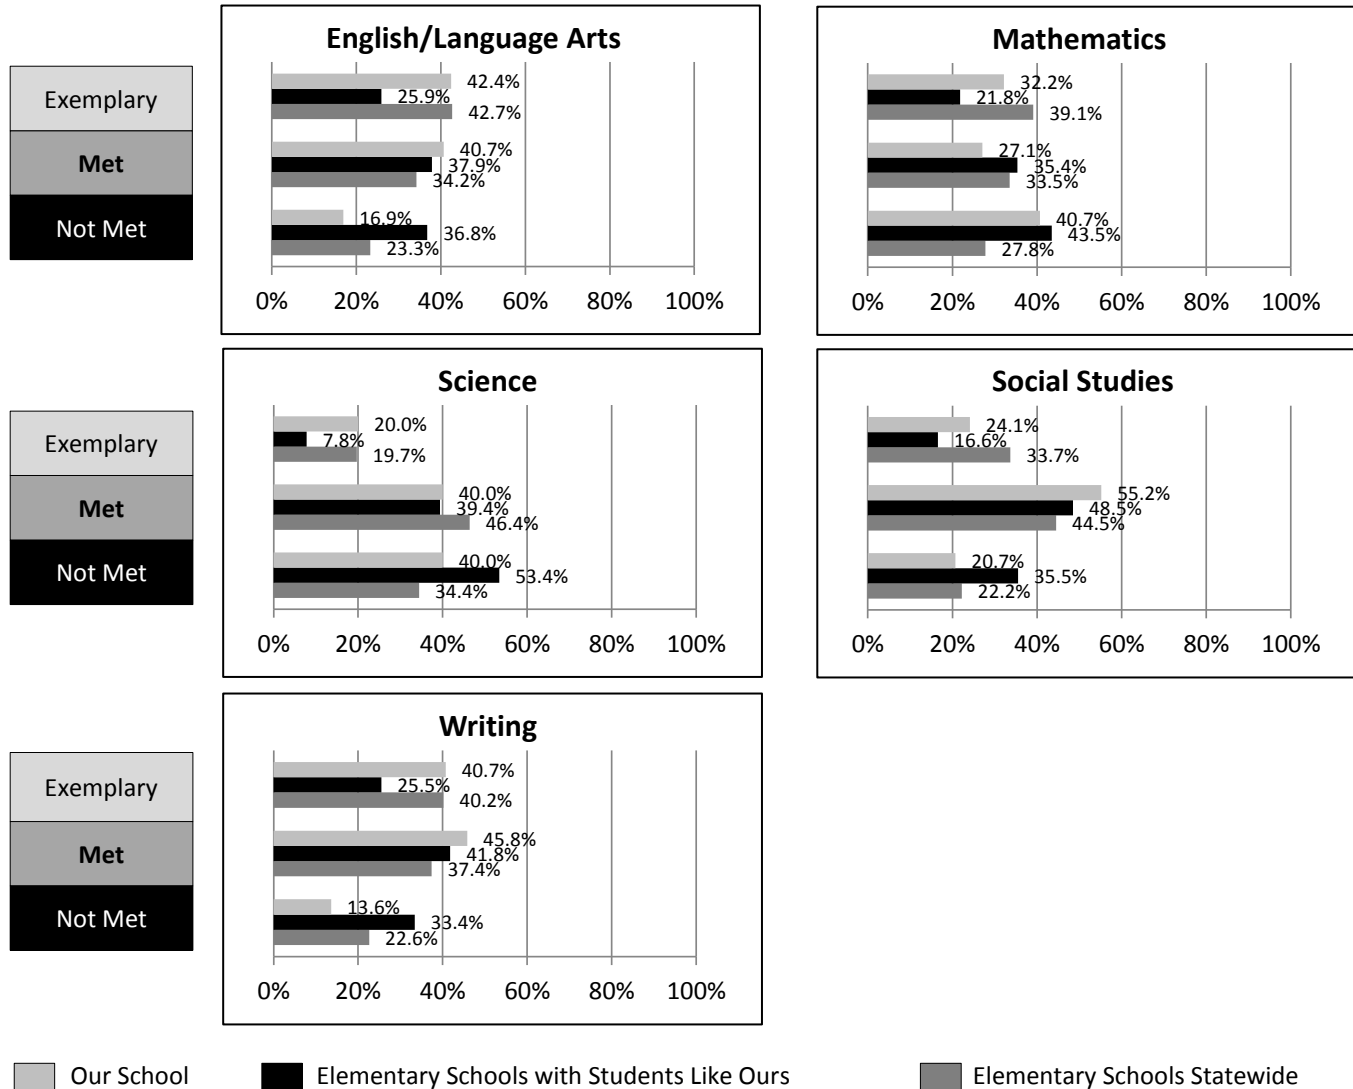 English/Language Arts
Exemplary
Met
Not Met
42.4%
25.9%
42.7%
40.7%
37.9%
34.2%
16.9%
36.8%
23.3%
0% 20% 40% 60% 80% 100%
Mathematics
32.2%
21.8%
39.1%
27.1%
35.4%
33.5%
40.7%
43.5%
27.8%
0% 20% 40% 60% 80% 100%
Science
Exemplary
Met
Not Met
20.0%
7.8%
19.7%
40.0%
39.4%
46.4%
40.0%
53.4%
34.4%
0% 20% 40% 60% 80% 100%
Social Studies
24.1%
16.6%
33.7%
55.2%
48.5%
44.5%
20.7%
35.5%
22.2%
0% 20% 40% 60% 80% 100%
Writing
Exemplary
Met
Not Met
40.7%
25.5%
40.2%
45.8%
41.8%
37.4%
13.6%
33.4%
22.6%
0% 20% 40% 60% 80% 100%
Our School Elementary Schools with Students Like Ours Elementary Schools Statewide